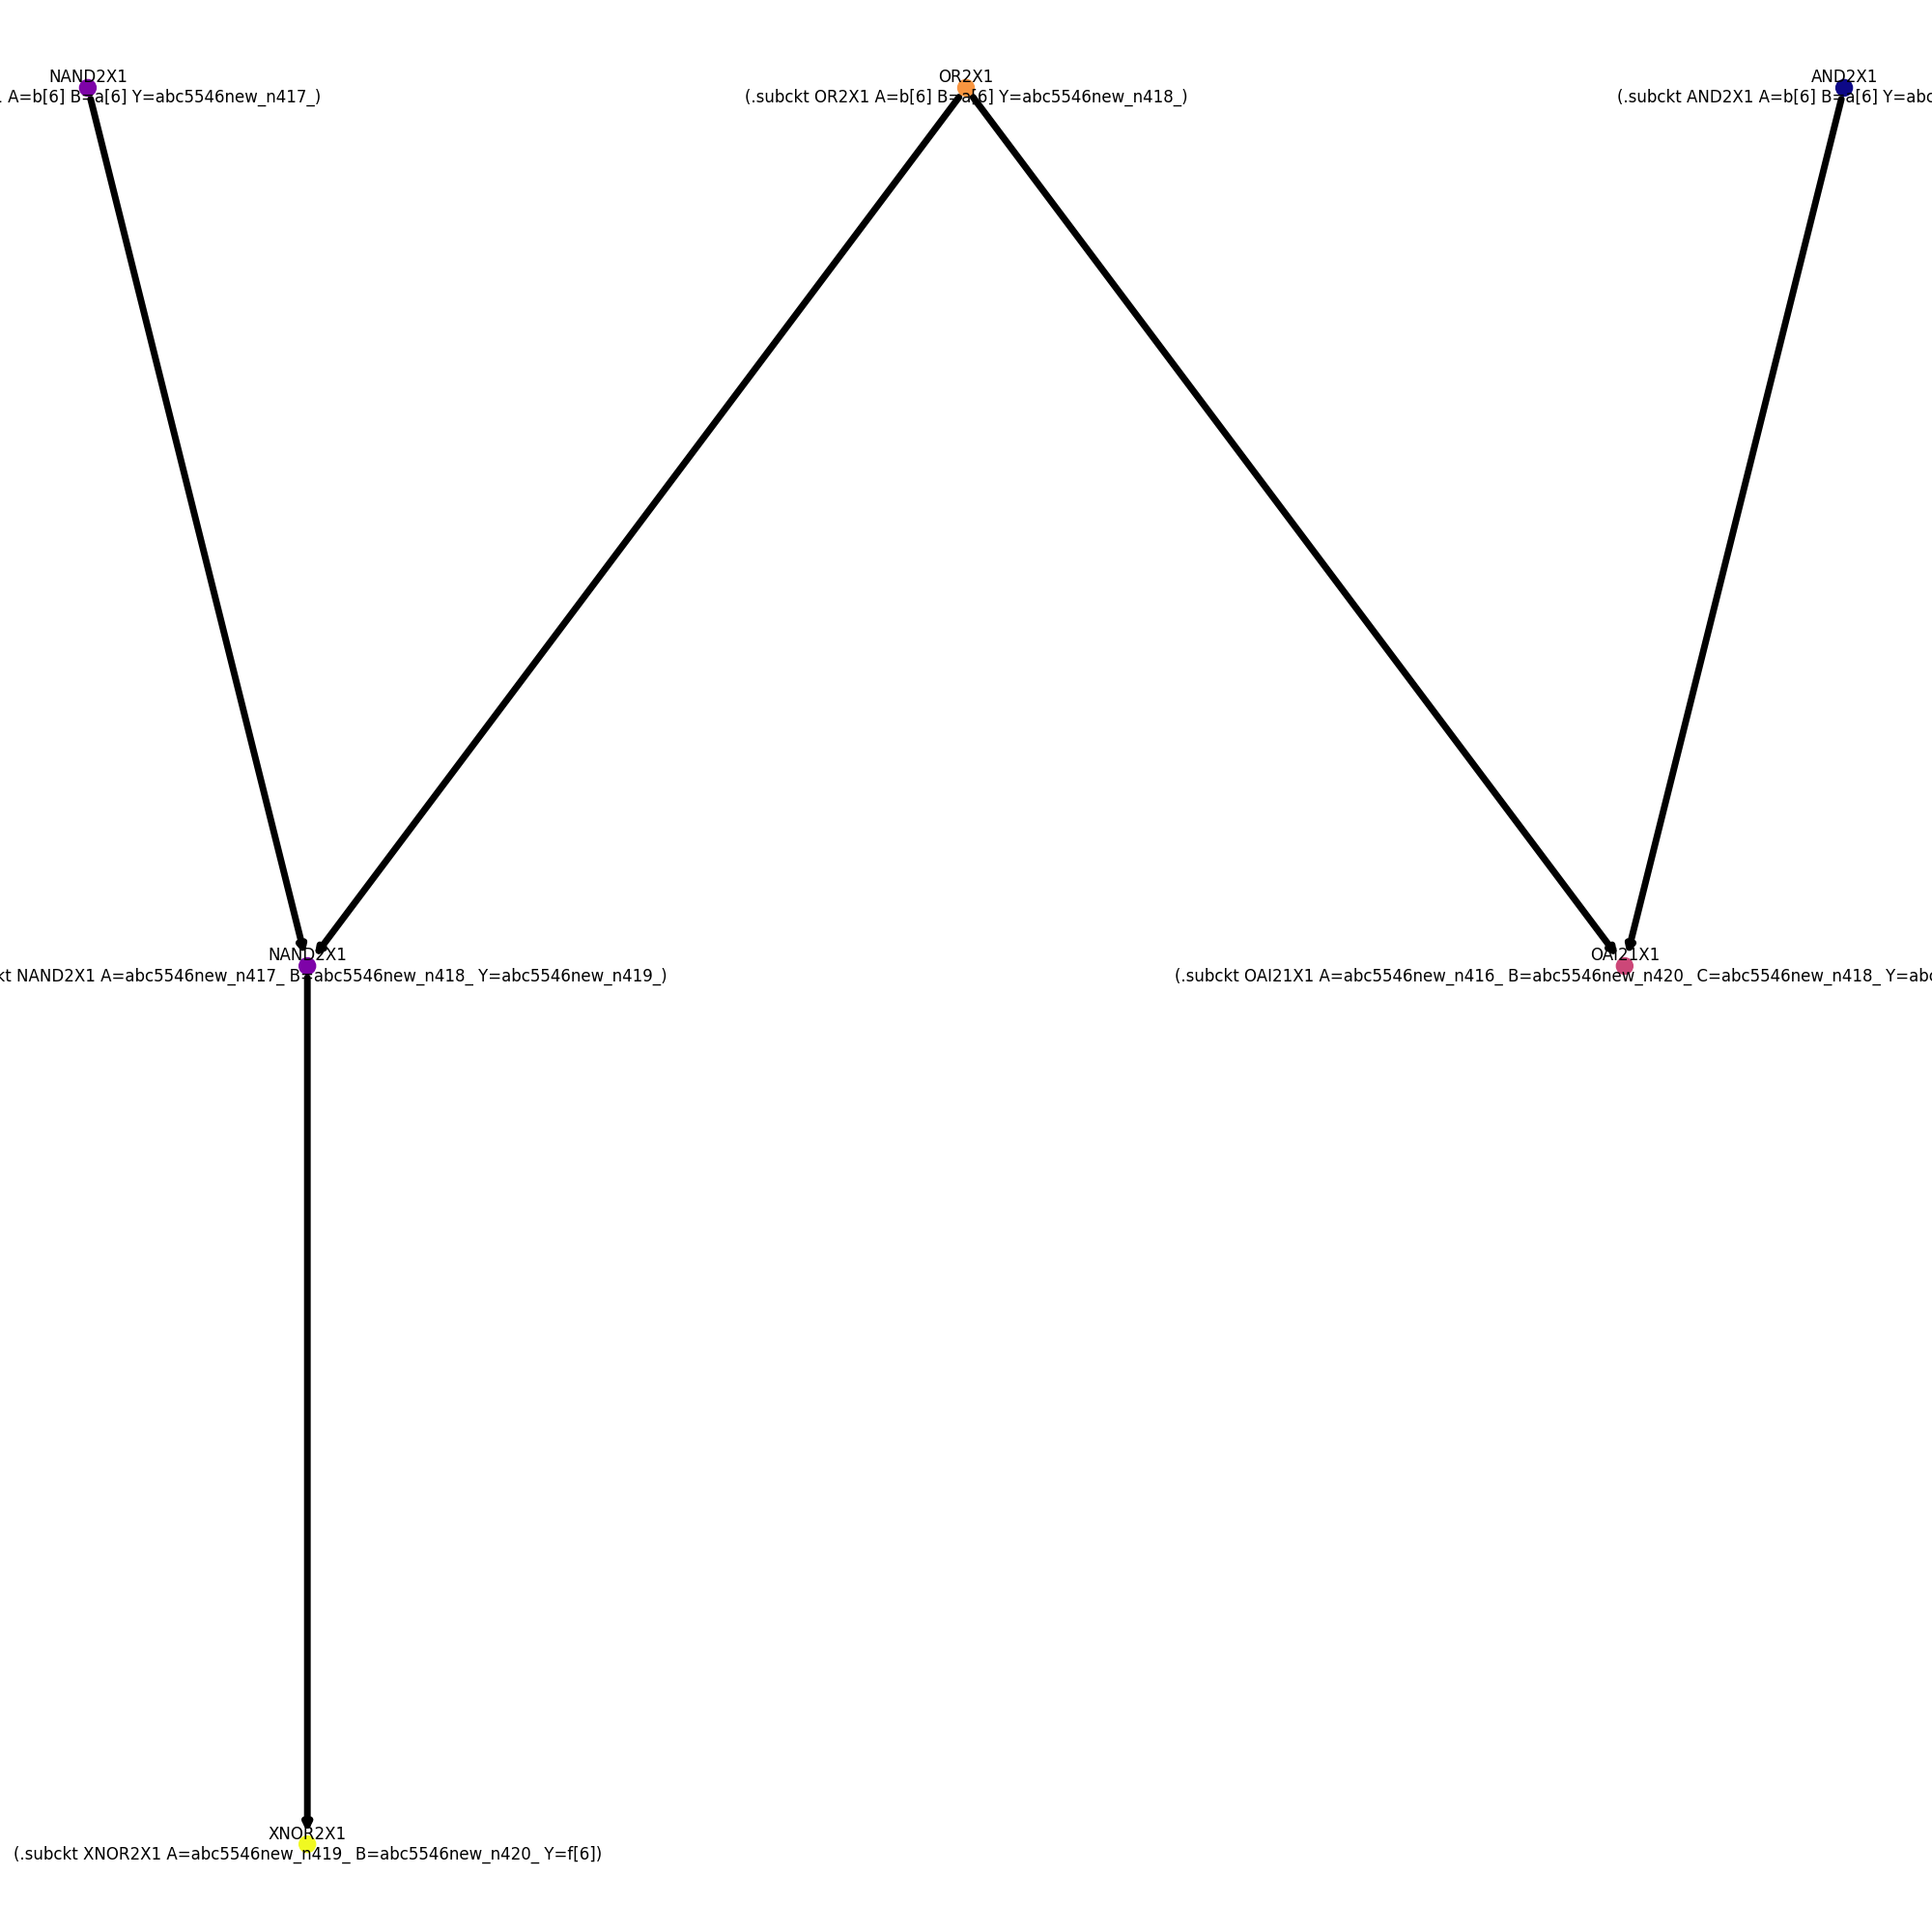 NAND2X1
A=b[6] B=a[6] Y=abc5546new_n417_)
OR2X1
(.subckt OR2X1 A=b[6] B=a[6] Y=abc5546new_n418_)
AND2X1
(.subckt AND2X1 A=b[6] B=a[6] Y=abc
NAND2X1
kt NAND2X1 A=abc5546new_n417_ B=abc5546new_n418_ Y=abc5546new_n419_)
OAI21X1
(.subckt OAI21X1 A=abc5546new_n416_ B=abc5546new_n420_ C=abc5546new_n418_ Y=abc
XNOR2X1
(.subckt XNOR2X1 A=abc5546new_n419_ B=abc5546new_n420_ Y=f[6])